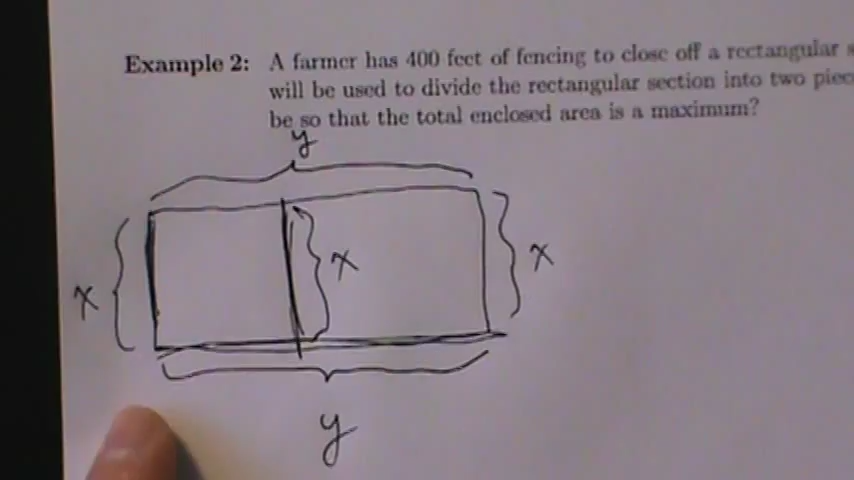 Example 2: A farmer has 400 feet of fencing to close off a rectangular
will be used to divide the rectangular section into two
be so that the total enclosed area is a maximum?
y
x
x
x
y